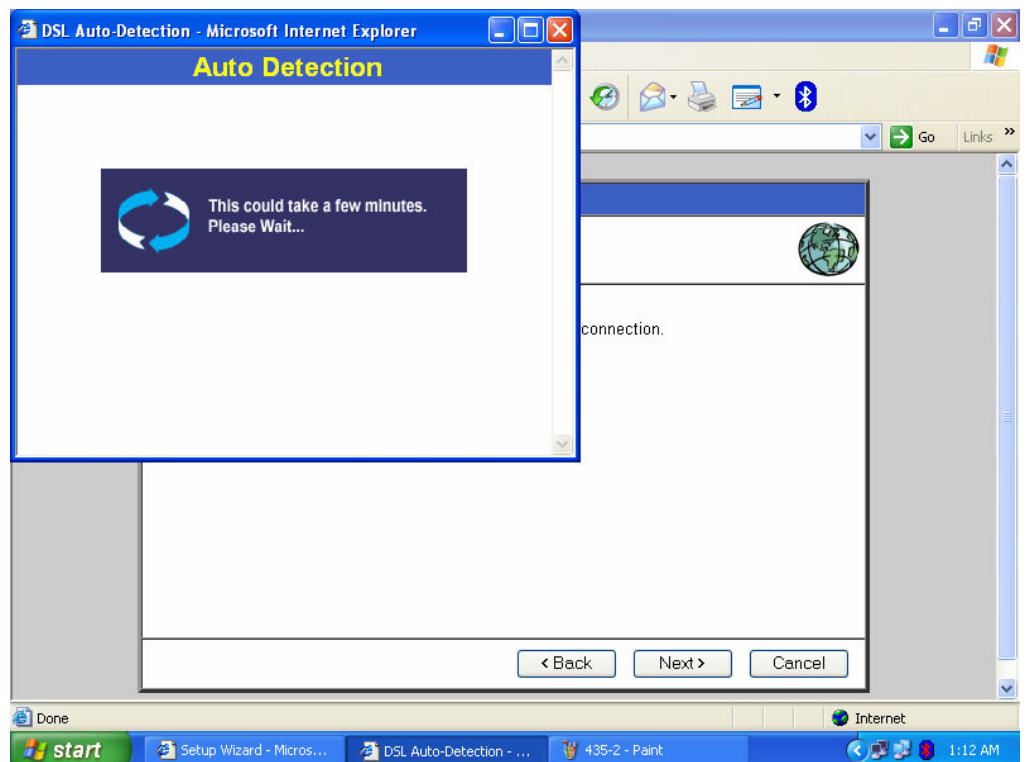 DSL Auto-Detection - Microsoft Internet Explorer
Auto Detection
This could take a few minutes.
Please Wait...
Go
Links »
connection.
< Back
Next >
Cancel
Done
Internet
start
Setup Wizard - Micros...
DSL Auto-Detection - ...
435-2 - Paint
1:12 AM